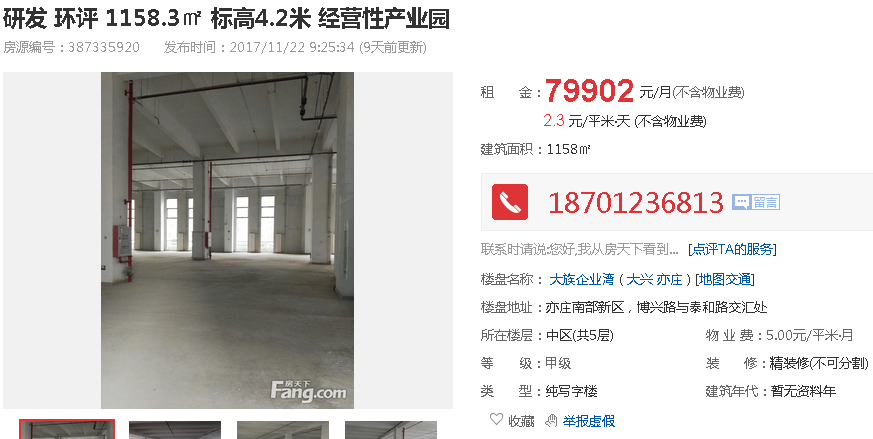 研发 环评 1158.3㎡ 标高4.2米 经营性产业园
房源编号：387335920 发布时间：2017/11/22 9:25:34 (9天前更新)
租 金：79902 元/月(不含物业费)
2.3 元/平米·天 (不含物业费)
建筑面积：1158㎡
18701236813 留言
联系时请说:您好,我从房天下看到... [点评TA的服务]
楼盘名称： 大族企业湾 ( 大兴 亦庄 ) [地图交通]
楼盘地址：亦庄南部新区，博兴路与泰和路交汇处
所在楼层：中区(共5层) 物 业 费：5.00元/平米·月
等 级：甲级 装 修：精装修(不可分割)
类 型：纯写字楼 建筑年代：暂无资料年
收藏 举报虚假
房天下
Fang.com